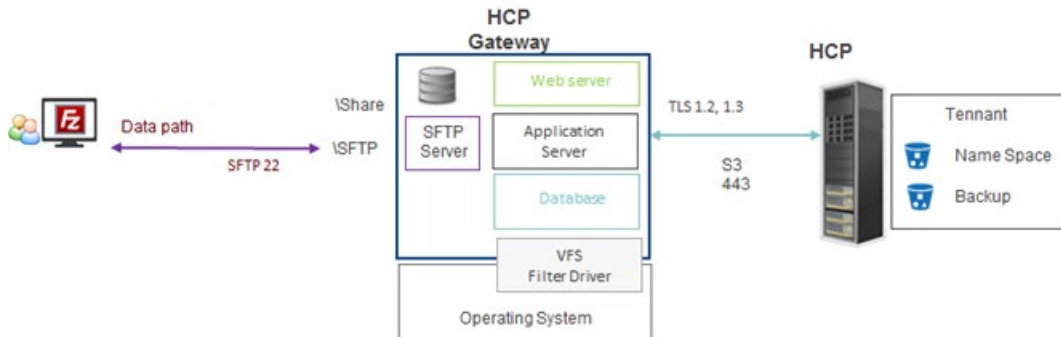 HCP
Gateway
HCP
Web server
\Share
TLS 1.2, 1.3
Tennant
Fz
Data path
SFTP
Server
Application
Server
\SFTP
Name Space
SFTP 22
S3
443
Database
Backup
VFS
Filter Driver
Operating System